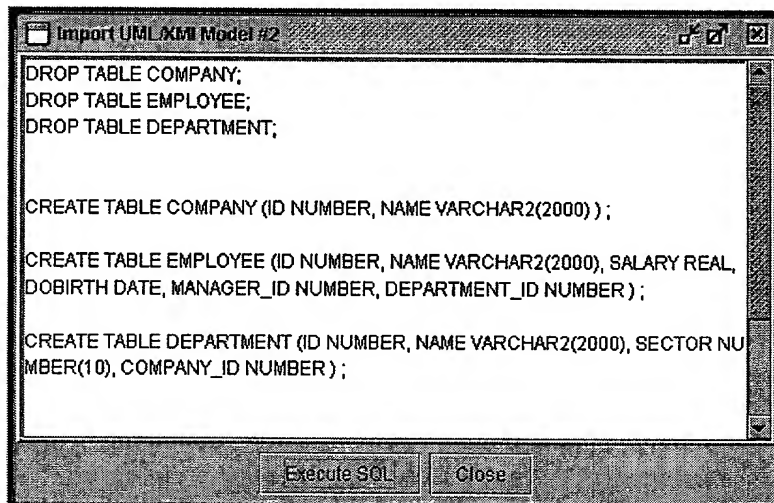 Import UML/XMI Model #2
DROP TABLE COMPANY;
DROP TABLE EMPLOYEE;
DROP TABLE DEPARTMENT;
CREATE TABLE COMPANY (ID NUMBER, NAME VARCHAR2(2000) ) ;
CREATE TABLE EMPLOYEE (ID NUMBER, NAME VARCHAR2(2000), SALARY REAL,
DOBIRTH DATE, MANAGER_ID NUMBER, DEPARTMENT_ID NUMBER ) ;
CREATE TABLE DEPARTMENT (ID NUMBER, NAME VARCHAR2(2000), SECTOR NU
MBER(10), COMPANY_ID NUMBER ) ;
Execute SQL Close